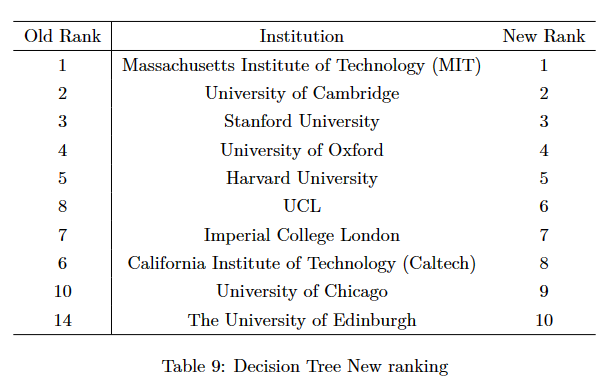 Old Rank Institution New Rank
1 Massachusetts Institute of Technology (MIT) 1
2 University of Cambridge 2
3 Stanford University 3
4 University of Oxford 4
5 Harvard University 5
8 UCL 6
7 Imperial College London 7
6 California Institute of Technology (Caltech) 8
10 University of Chicago 9
14 The University of Edinburgh 10
Table 9: Decision Tree New ranking